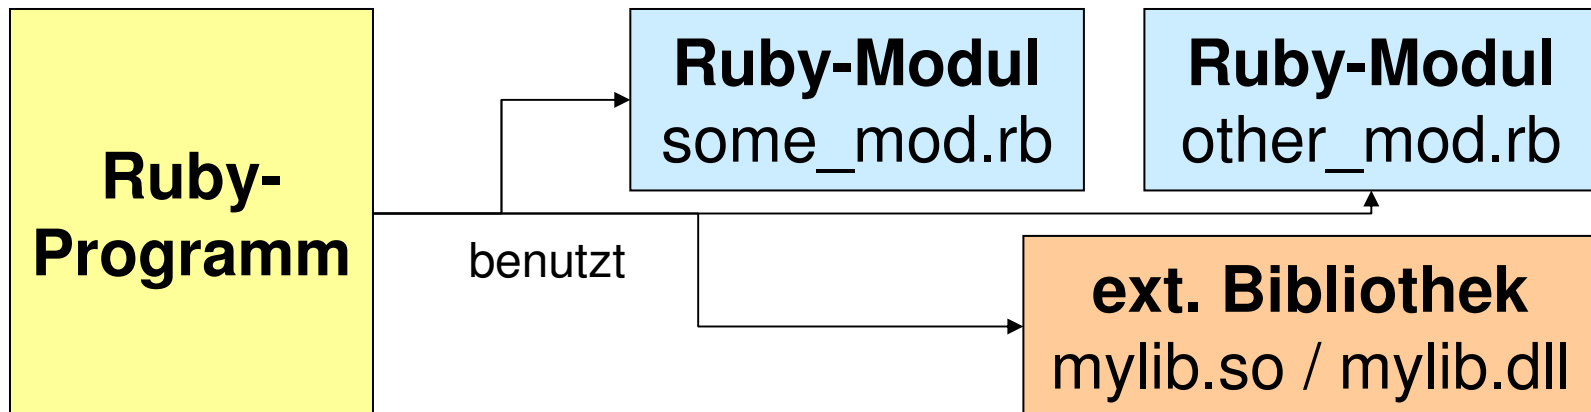 Ruby-
Programm
benutzt
Ruby-Modul
some_mod.rb
Ruby-Modul
other_mod.rb
ext. Bibliothek
mylib.so / mylib.dll